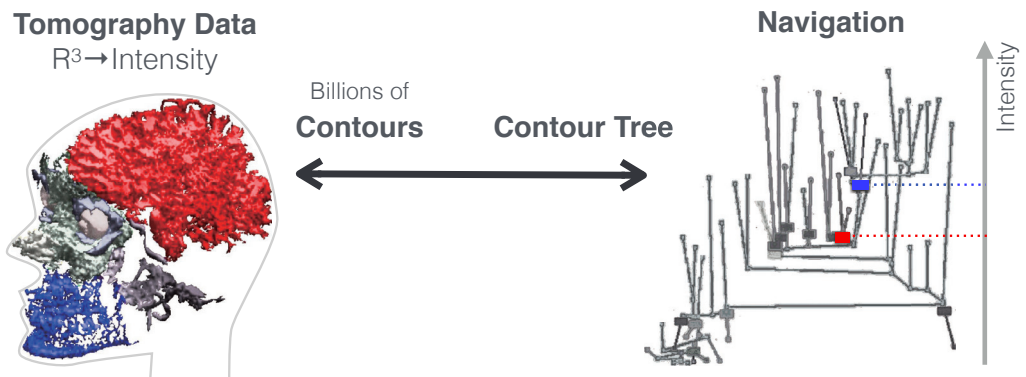 Tomography Data
R³→Intensity
Billions of
Contours
Contour Tree
Navigation
Intensity